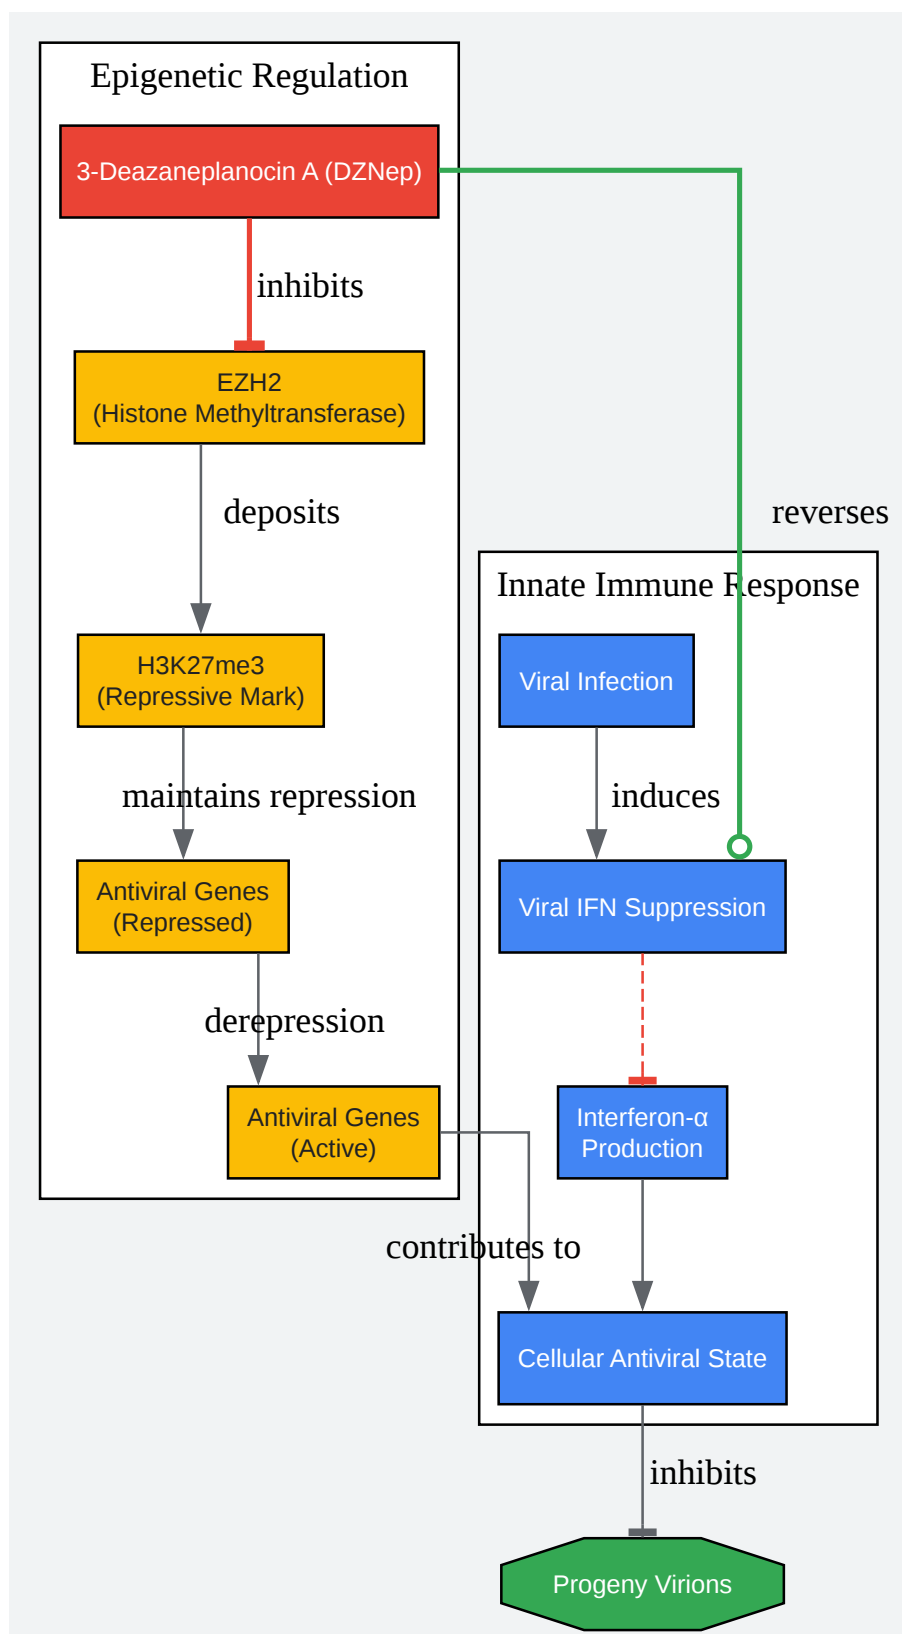 Epigenetic Regulation
3-Deazaneplanocin A (DZNep)
inhibits
EZH2
(Histone Methyltransferase)
deposits
reverses
Innate Immune Response
H3K27me3
(Repressive Mark)
Viral Infection
maintains repression
induces
Antiviral Genes
(Repressed)
Viral IFN Suppression
derepression
Antiviral Genes
(Active)
Interferon-α
Production
contributes to
Cellular Antiviral State
inhibits
Progeny Virions